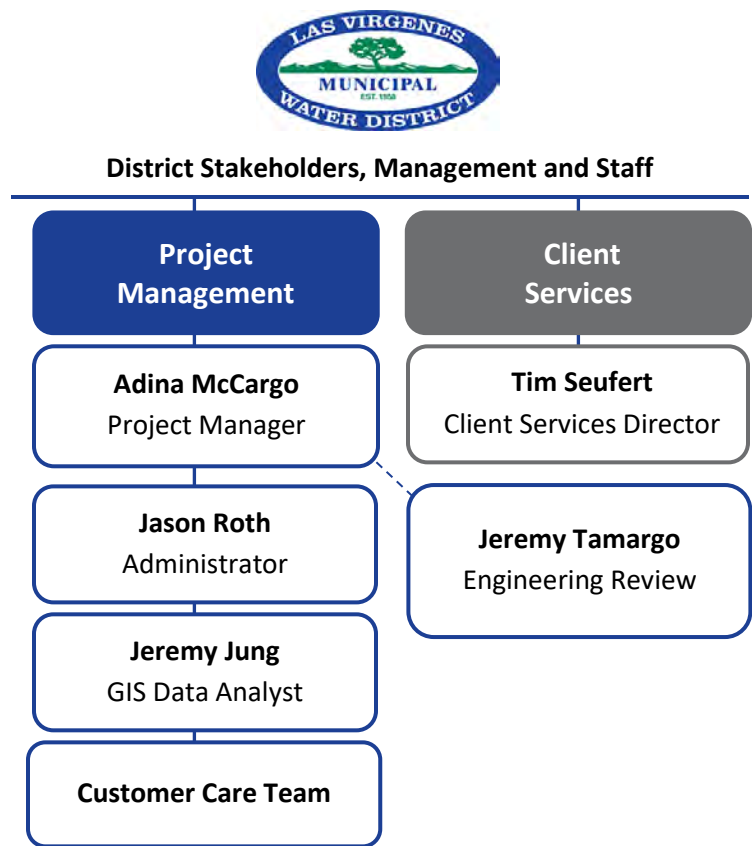 LAS VIRGENES
MUNICIPAL
EST. 1958
WATER DISTRICT
District Stakeholders, Management and Staff
Project
Management
Client
Services
Adina McCargo
Project Manager
Tim Seufert
Client Services Director
Jason Roth
Administrator
Jeremy Tamargo
Engineering Review
Jeremy Jung
GIS Data Analyst
Customer Care Team